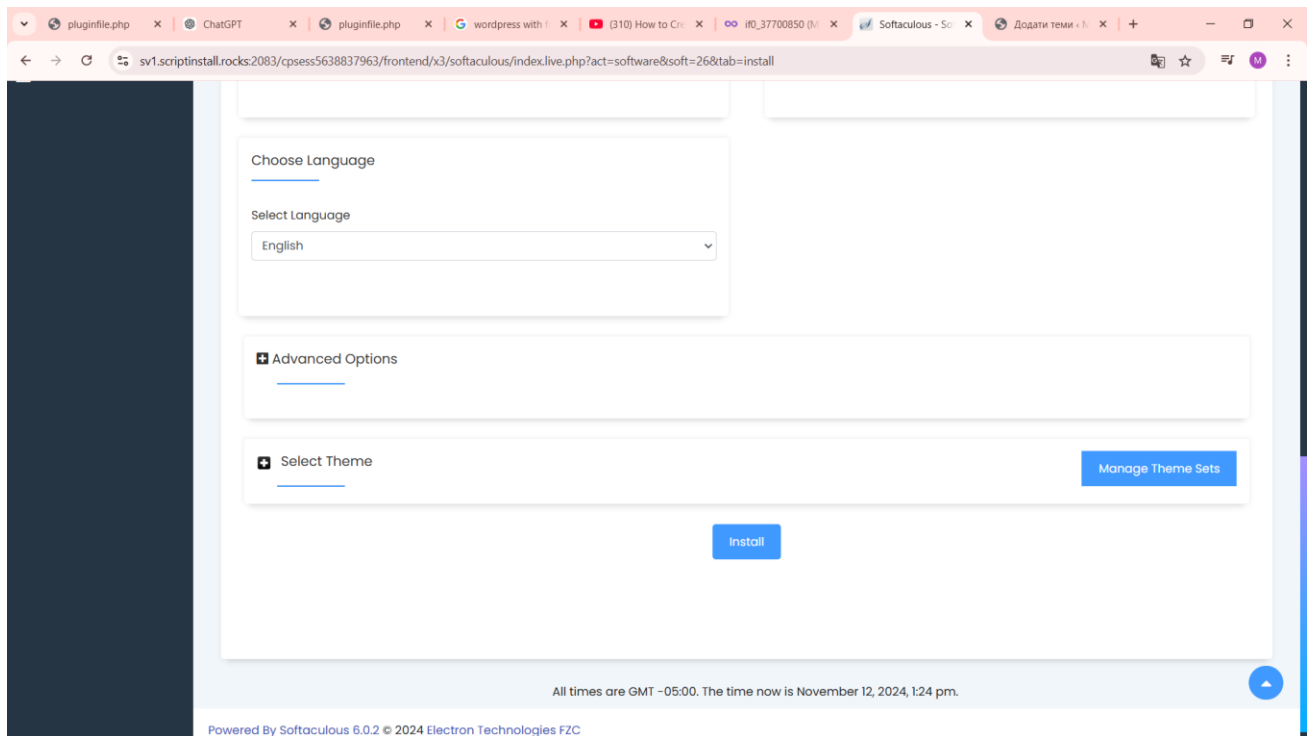 pluginfile.php
ChatGPT
pluginfile.php
wordpress with
(310) How to Cre
if0_37700850 (M
Softaculous - So
Додати теми ‹
sv1.scriptinstall.rocks:2083/cpsess5638837963/frontend/x3/softaculous/index.live.php?act=software&soft=26&tab=install
M
Choose Language
Select Language
English
Advanced Options
Select Theme
Manage Theme Sets
Install
All times are GMT -05:00. The time now is November 12, 2024, 1:24 pm.
Powered By Softaculous 6.0.2 © 2024 Electron Technologies FZC